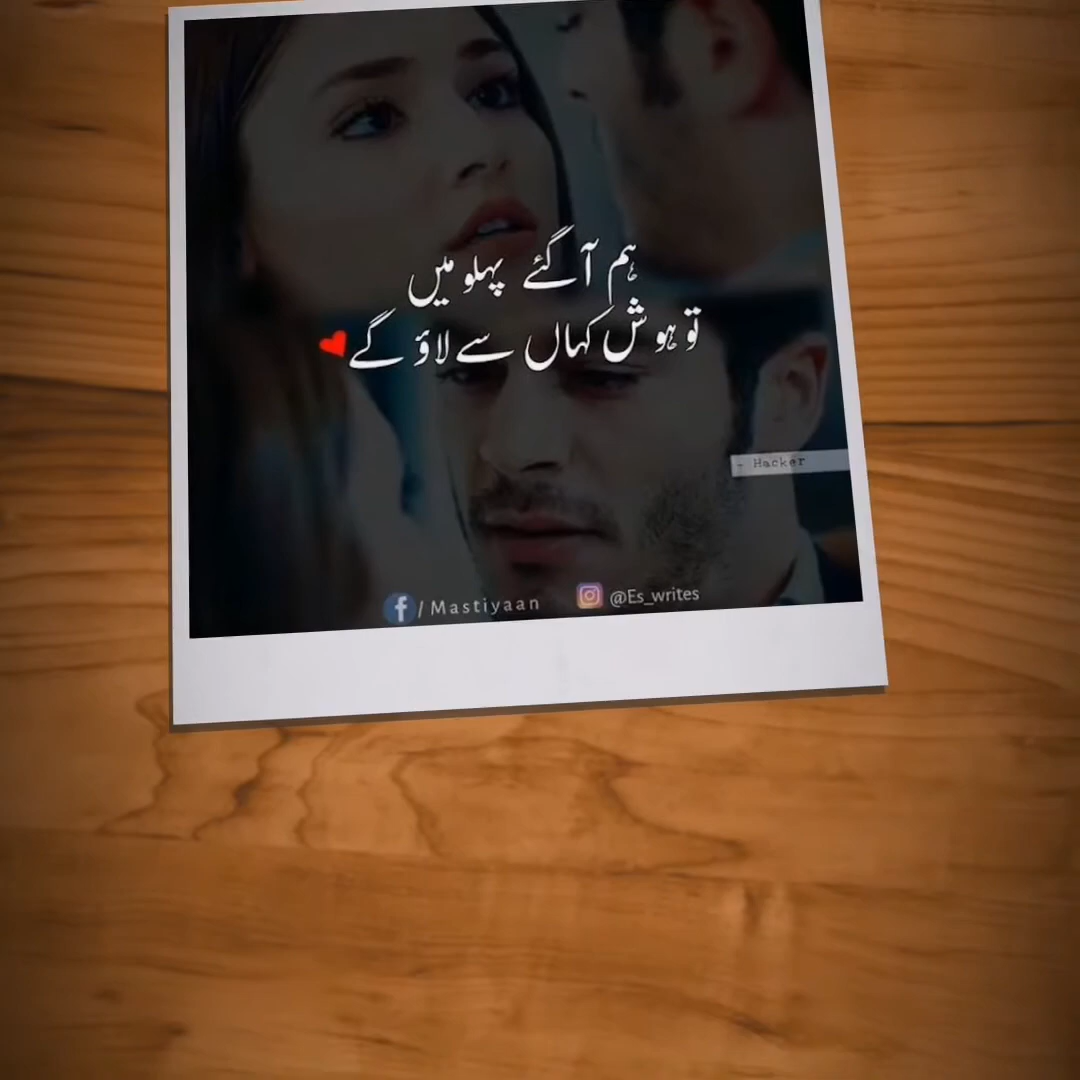 ہم آ گئے پہلو میں
تو ہوش کہاں سے لاؤ گے
- Hacker
/Mastiyaan
@Es_writes